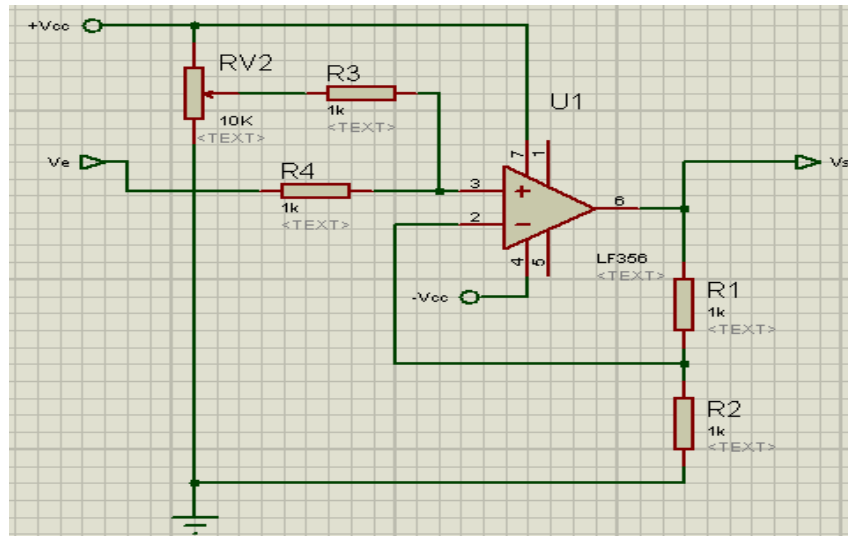 +Vcc
RV2
10K
<TEXT>
R3
1k
<TEXT>
U1
Ve
R4
1k
<TEXT>
7
1
3
2
6
4
5
LF356
<TEXT>
Vs
-Vcc
R1
1k
<TEXT>
R2
1k
<TEXT>